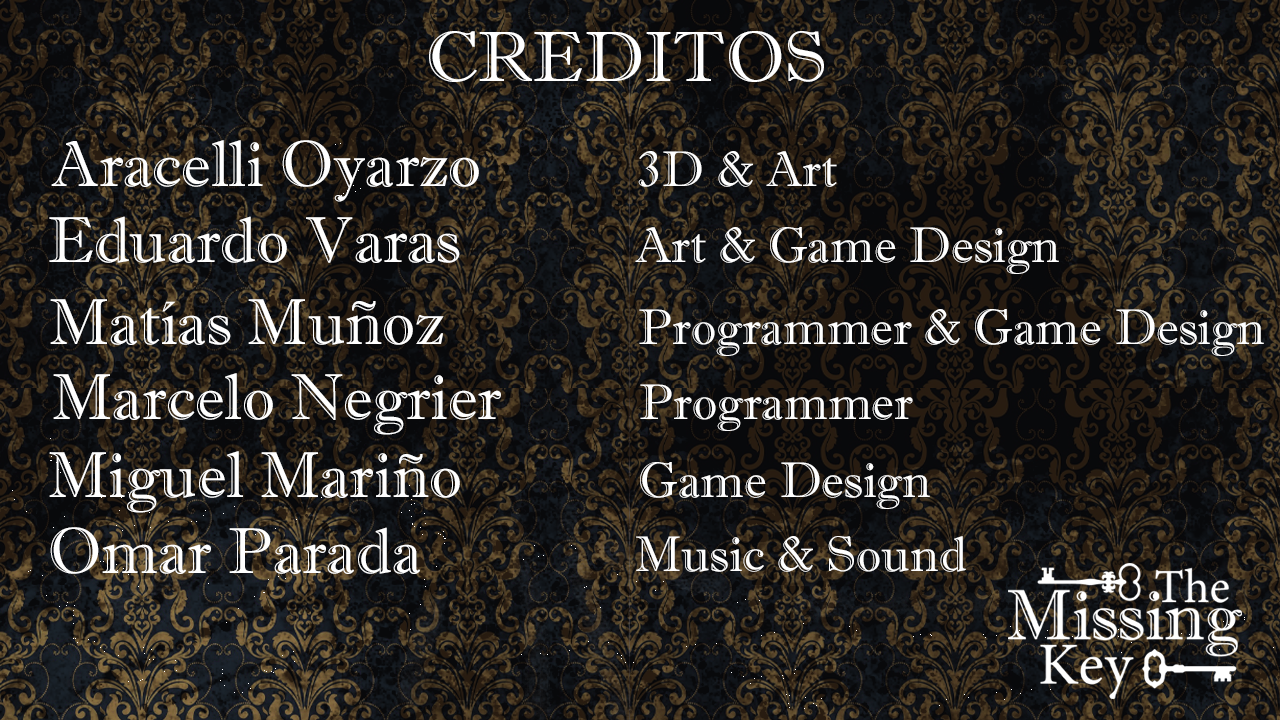 CREDITOS
Aracelli Oyarzo 3D & Art
Eduardo Varas Art & Game Design
Matías Muñoz Programmer & Game Design
Marcelo Negrier Programmer
Miguel Mariño Game Design
Omar Parada Music & Sound
The
Missing
Key